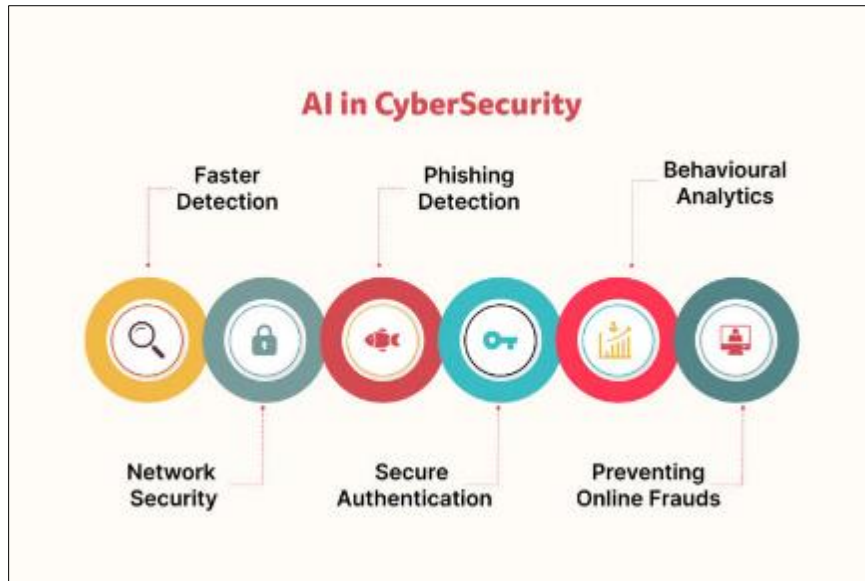 AI in CyberSecurity
Faster
Detection
Phishing
Detection
Behavioural
Analytics
Network
Security
Secure
Authentication
Preventing
Online Frauds